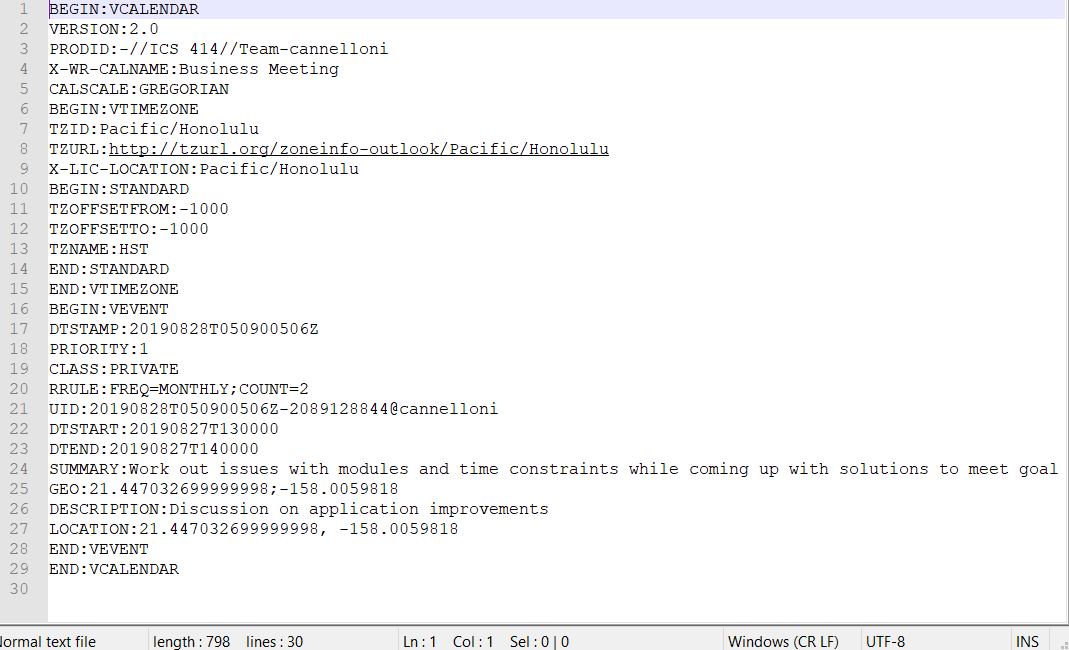 1 BEGIN:VCALENDAR
2 VERSION:2.0
3 PRODID:-//ICS 414//Team-cannelloni
4 X-WR-CALNAME:Business Meeting
5 CALSCALE:GREGORIAN
6 BEGIN:VTIMEZONE
7 TZID:Pacific/Honolulu
8 TZURL:http://tzurl.org/zoneinfo-outlook/Pacific/Honolulu
9 X-LIC-LOCATION:Pacific/Honolulu
10 BEGIN:STANDARD
11 TZOFFSETFROM:-1000
12 TZOFFSETTO:-1000
13 TZNAME:HST
14 END:STANDARD
15 END:VTIMEZONE
16 BEGIN:VEVENT
17 DTSTAMP:20190828T050900506Z
18 PRIORITY:1
19 CLASS:PRIVATE
20 RRULE:FREQ=MONTHLY;COUNT=2
21 UID:20190828T050900506Z-2089128844@cannelloni
22 DTSTART:20190827T130000
23 DTEND:20190827T140000
24 SUMMARY:Work out issues with modules and time constraints while coming up with solutions to meet goal
25 GEO:21.447032699999998;-158.0059818
26 DESCRIPTION:Discussion on application improvements
27 LOCATION:21.447032699999998, -158.0059818
28 END:VEVENT
29 END:VCALENDAR
30
Normal text file length : 798 lines : 30 Ln : 1 Col : 1 Sel : 0 | 0 Windows (CR LF) UTF-8 INS